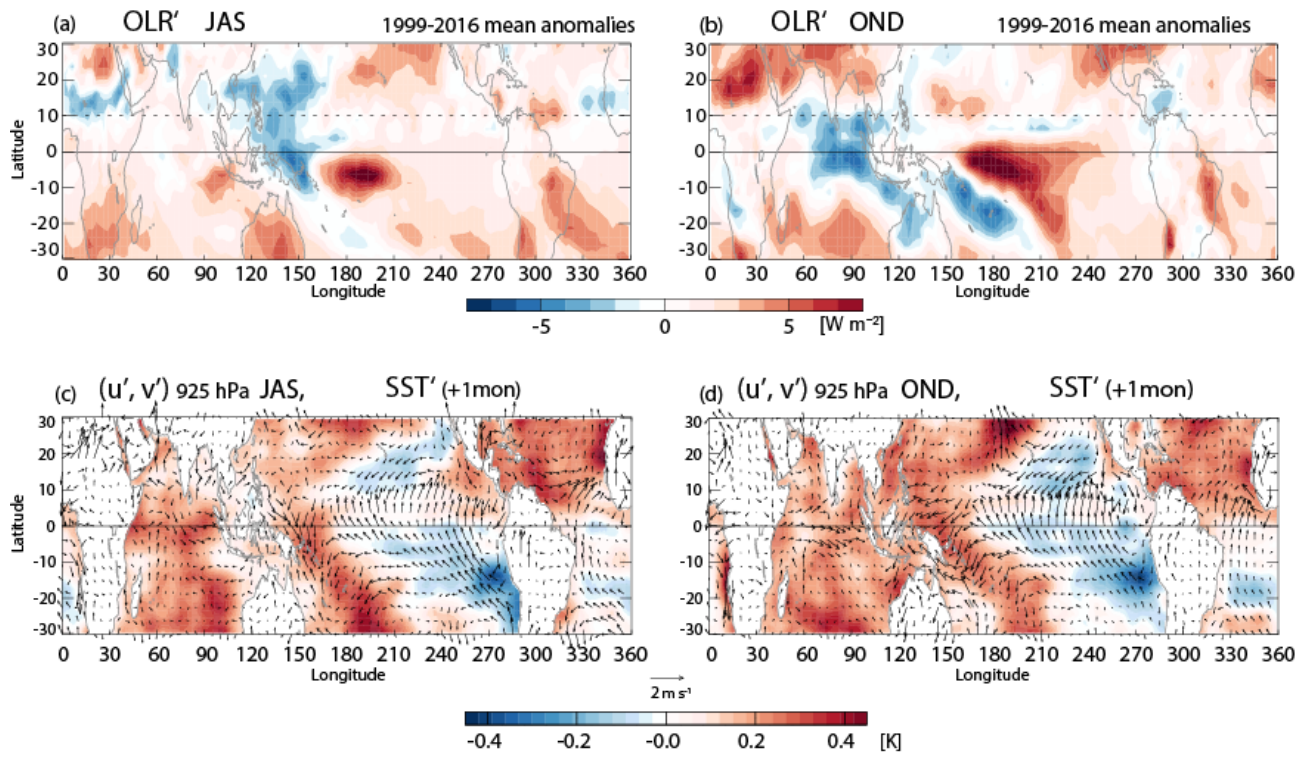 (a) OLR′ JAS 1999-2016 mean anomalies
(b) OLR′ OND 1999-2016 mean anomalies
30
20
10
0
-10
-20
-30
Latitude
0 30 60 90 120 150 180 210 240 270 300 330 360
Longitude
30
20
10
0
-10
-20
-30
0 30 60 90 120 150 180 210 240 270 300 330 360
Longitude
-5 0 5 [W m⁻²]
(c) (u′, v′) 925 hPa JAS, SST′ (+1mon)
(d) (u′, v′) 925 hPa OND, SST′ (+1mon)
30
20
10
0
-10
-20
-30
Latitude
0 30 60 90 120 150 180 210 240 270 300 330 360
Longitude
30
20
10
0
-10
-20
-30
0 30 60 90 120 150 180 210 240 270 300 330 360
Longitude
2 m s⁻¹
-0.4 -0.2 -0.0 0.2 0.4 [K]